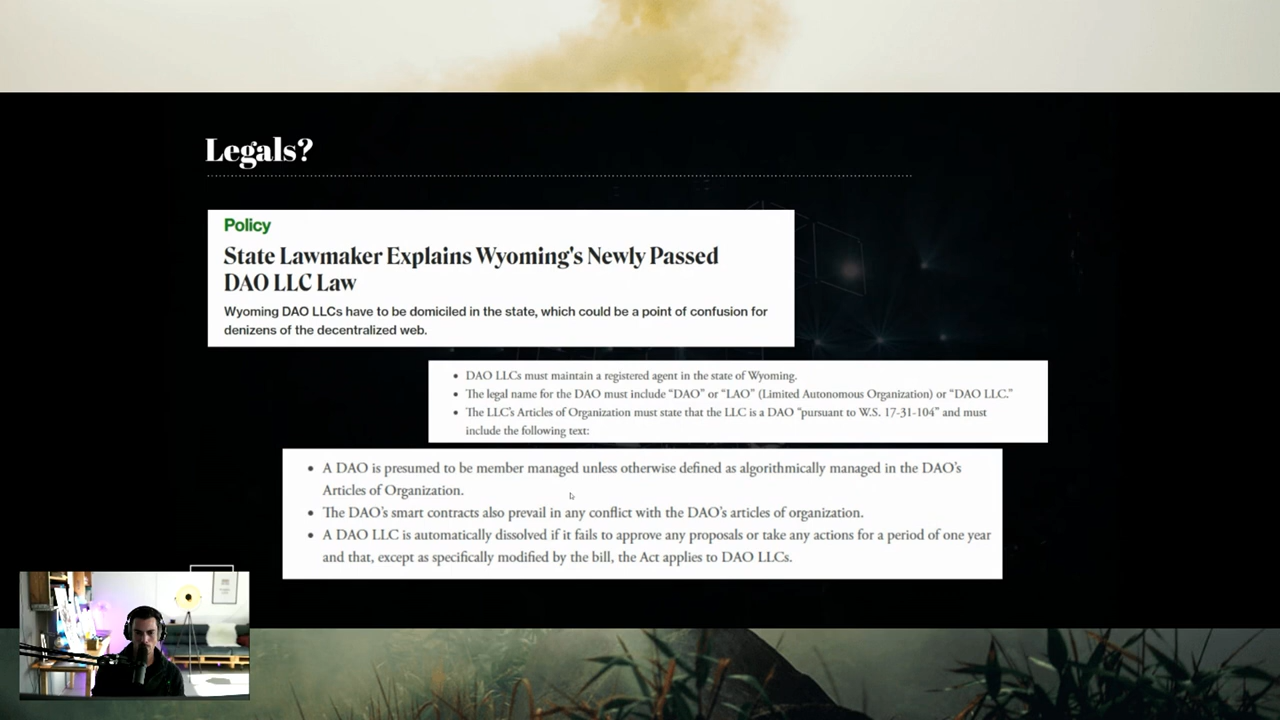 Legals?
Policy
State Lawmaker Explains Wyoming's Newly Passed
DAO LLC Law
Wyoming DAO LLCs have to be domiciled in the state, which could be a point of confusion for
denizens of the decentralized web.
• DAO LLCs must maintain a registered agent in the state of Wyoming.
• The legal name for the DAO must include “DAO” or “LAO” (Limited Autonomous Organization) or “DAO LLC.”
• The LLC’s Articles of Organization must state that the LLC is a DAO “pursuant to W.S. 17-31-104” and must
include the following text:
• A DAO is presumed to be member managed unless otherwise defined as algorithmically managed in the DAO’s
Articles of Organization.
• The DAO’s smart contracts also prevail in any conflict with the DAO’s articles of organization.
• A DAO LLC is automatically dissolved if it fails to approve any proposals or take any actions for a period of one year
and that, except as specifically modified by the bill, the Act applies to DAO LLCs.